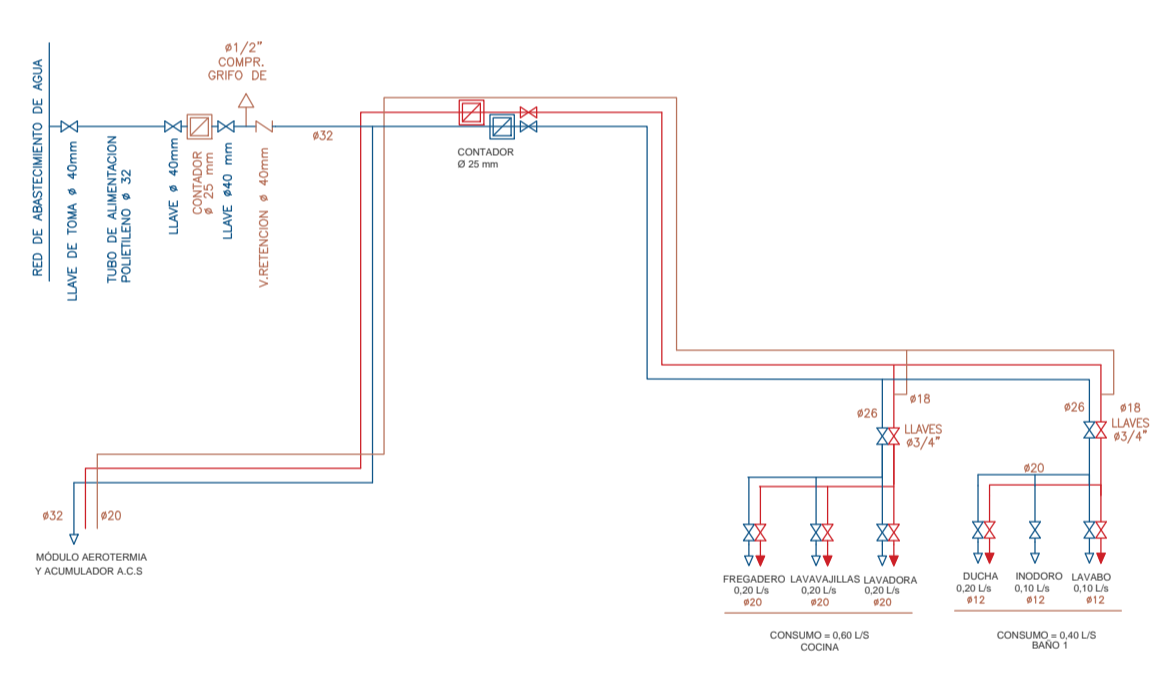 RED DE ABASTECIMIENTO DE AGUA
LLAVE DE TOMA ø 40mm
TUBO DE ALIMENTACION
POLIETILENO ø 32
LLAVE ø 40mm
CONTADOR
ø 25 mm
LLAVE ø40 mm
ø1/2"
COMPR.
GRIFO DE
V.RETENCION ø 40mm
ø32
CONTADOR
Ø 25 mm
ø32
ø20
MÓDULO AEROTERMIA
Y ACUMULADOR A.C.S
ø26
ø18
LLAVES
ø3/4"
ø26
ø18
LLAVES
ø3/4"
ø20
FREGADERO
0,20 L/s
ø20
LAVAVAJILLAS
0,20 L/s
ø20
LAVADORA
0,20 L/s
ø20
CONSUMO = 0,60 L/S
COCINA
DUCHA
0,20 L/s
ø12
INODORO
0,10 L/s
ø12
LAVABO
0,10 L/s
ø12
CONSUMO = 0,40 L/S
BAÑO 1